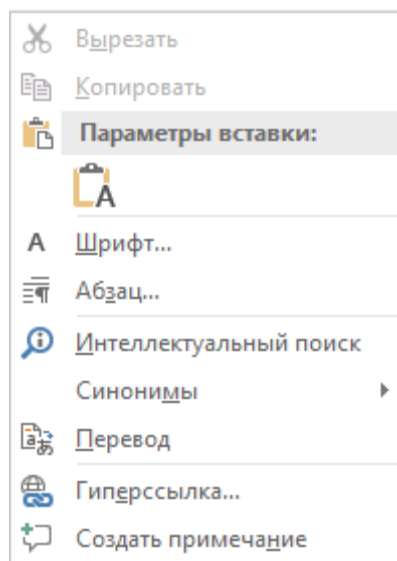 Вырезать
Копировать
Параметры вставки:
Шрифт...
Абзац...
Интеллектуальный поиск
Синонимы
Перевод
Гиперссылка...
Создать примечание